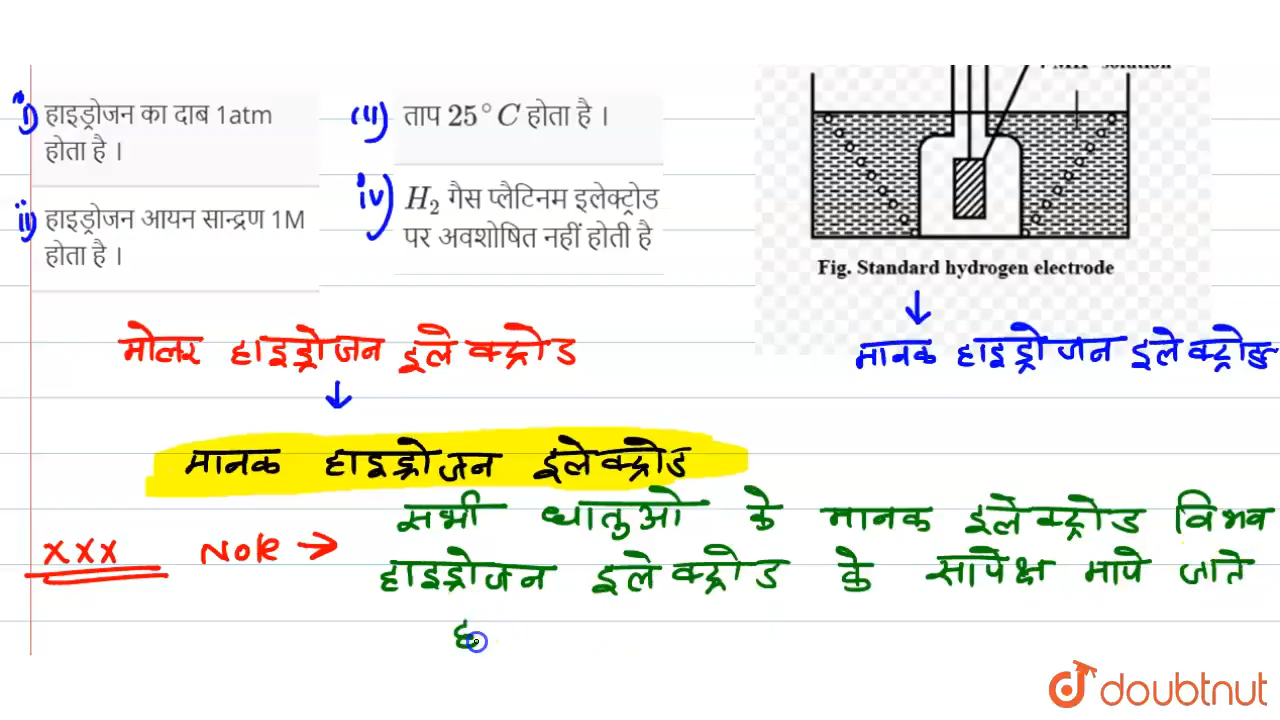 i) हाइड्रोजन का दाब 1atm
होता है ।
(ii) ताप 25°C होता है ।
iii) हाइड्रोजन आयन सान्द्रण 1M
होता है ।
iv) H₂ गैस प्लैटिनम इलेक्ट्रोड
पर अवशोषित नहीं होती है
solution
Fig. Standard hydrogen electrode
मानक हाइड्रोजन इलेक्ट्रोड
मोलर हाइड्रोजन इलेक्ट्रोड
मानक हाइड्रोजन इलेक्ट्रोड
xxx Note → सभी धातुओ के मानक इलेक्ट्रोड विभव
हाइड्रोजन इलेक्ट्रोड के सापेक्ष मापे जाते
ह
doubtnut